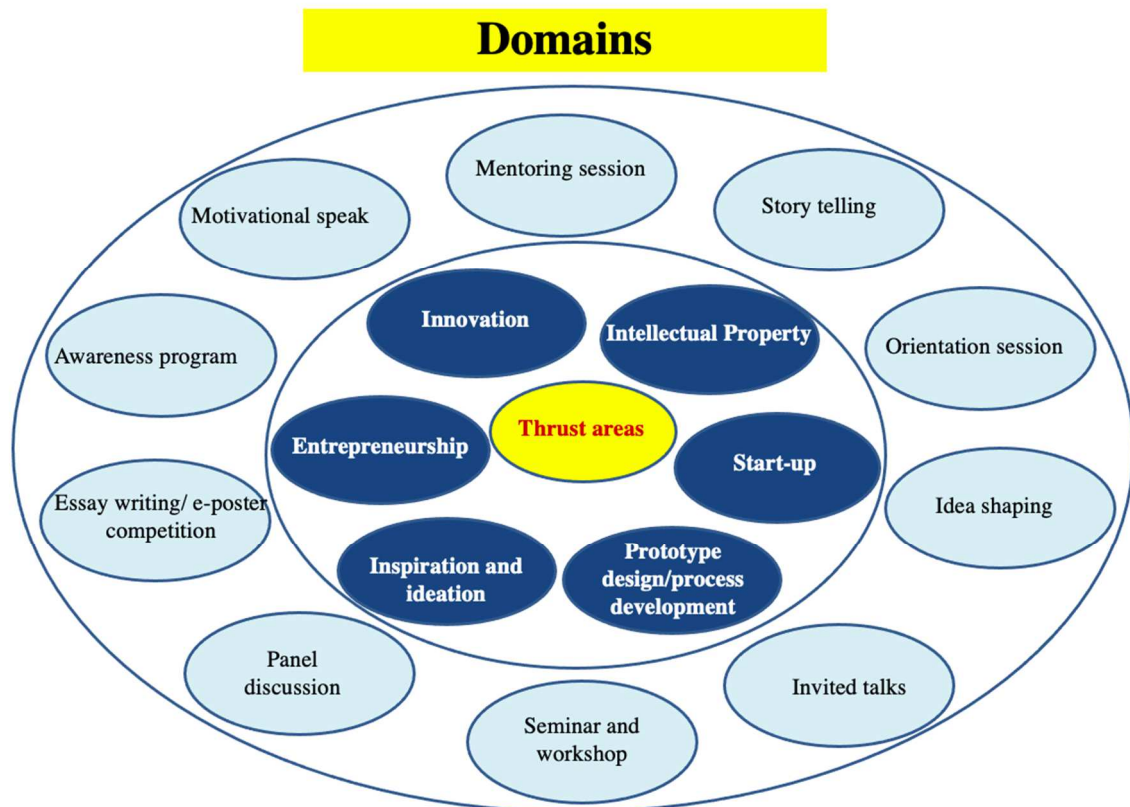 Domains
Mentoring session
Motivational speak
Story telling
Innovation
Intellectual Property
Awareness program
Orientation session
Thrust areas
Entrepreneurship
Start-up
Essay writing/ e-poster
competition
Idea shaping
Inspiration and
ideation
Prototype
design/process
development
Panel
discussion
Invited talks
Seminar and
workshop